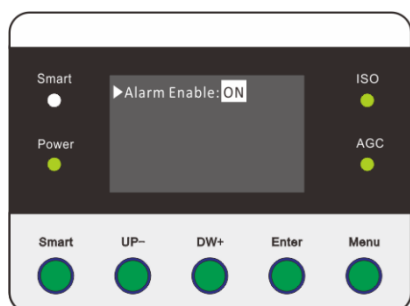 Smart
ISO
▶Alarm Enable: ON
Power
AGC
Smart UP- DW+ Enter Menu